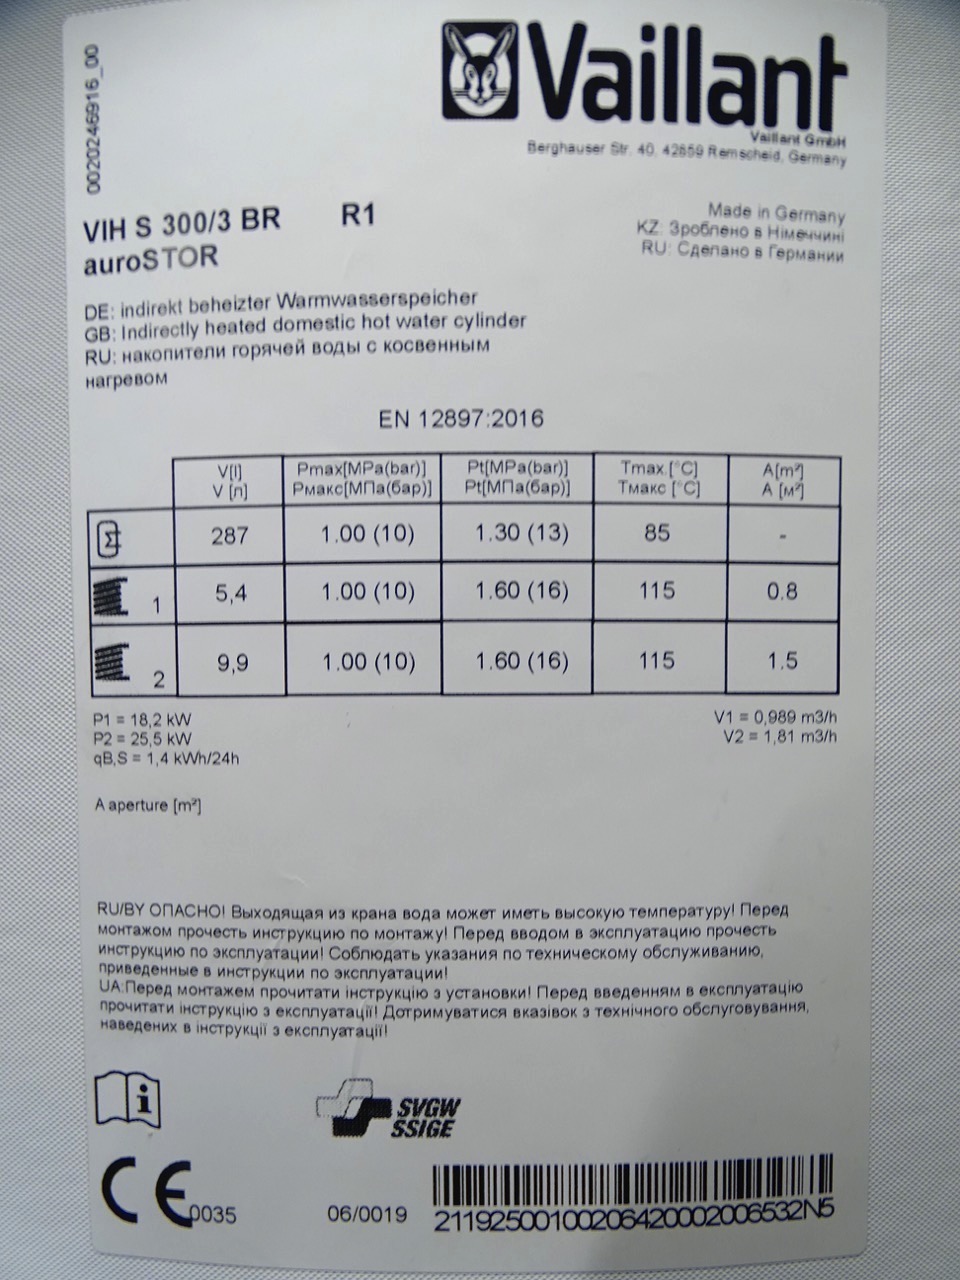 0020246916_00
Vaillant
Vaillant GmbH
Berghauser Str. 40, 42859 Remscheid, Germany
VIH S 300/3 BR R1
auroSTOR
Made in Germany
KZ: Зроблено в Німеччині
RU: Сделано в Германии
DE: indirekt beheizter Warmwasserspeicher
GB: Indirectly heated domestic hot water cylinder
RU: накопители горячей воды с косвенным
нагревом
EN 12897:2016
V[l] Pmax[MPa(bar)] Pt[MPa(bar)] Tmax.[°C] A[m²]
V [л] Рмакс[МПа(бар)] Pt[МПа(бар)] Тмакс [°C] А [м²]
287 1.00 (10) 1.30 (13) 85 -
1 5,4 1.00 (10) 1.60 (16) 115 0.8
2 9,9 1.00 (10) 1.60 (16) 115 1.5
P1 = 18,2 kW
P2 = 25,5 kW
qB,S = 1,4 kWh/24h
V1 = 0,989 m3/h
V2 = 1,81 m3/h
A aperture [m²]
RU/BY ОПАСНО! Выходящая из крана вода может иметь высокую температуру! Перед
монтажом прочесть инструкцию по монтажу! Перед вводом в эксплуатацию прочесть
инструкцию по эксплуатации! Соблюдать указания по техническому обслуживанию,
приведенные в инструкции по эксплуатации!
UA:Перед монтажем прочитати інструкцію з установки! Перед введенням в експлуатацію
прочитати інструкцію з експлуатації! Дотримуватися вказівок з технічного обслуговування,
наведених в інструкції з експлуатації!
i
SVGW
SSIGE
CE 0035
06/0019
21192500100206420002006532N5